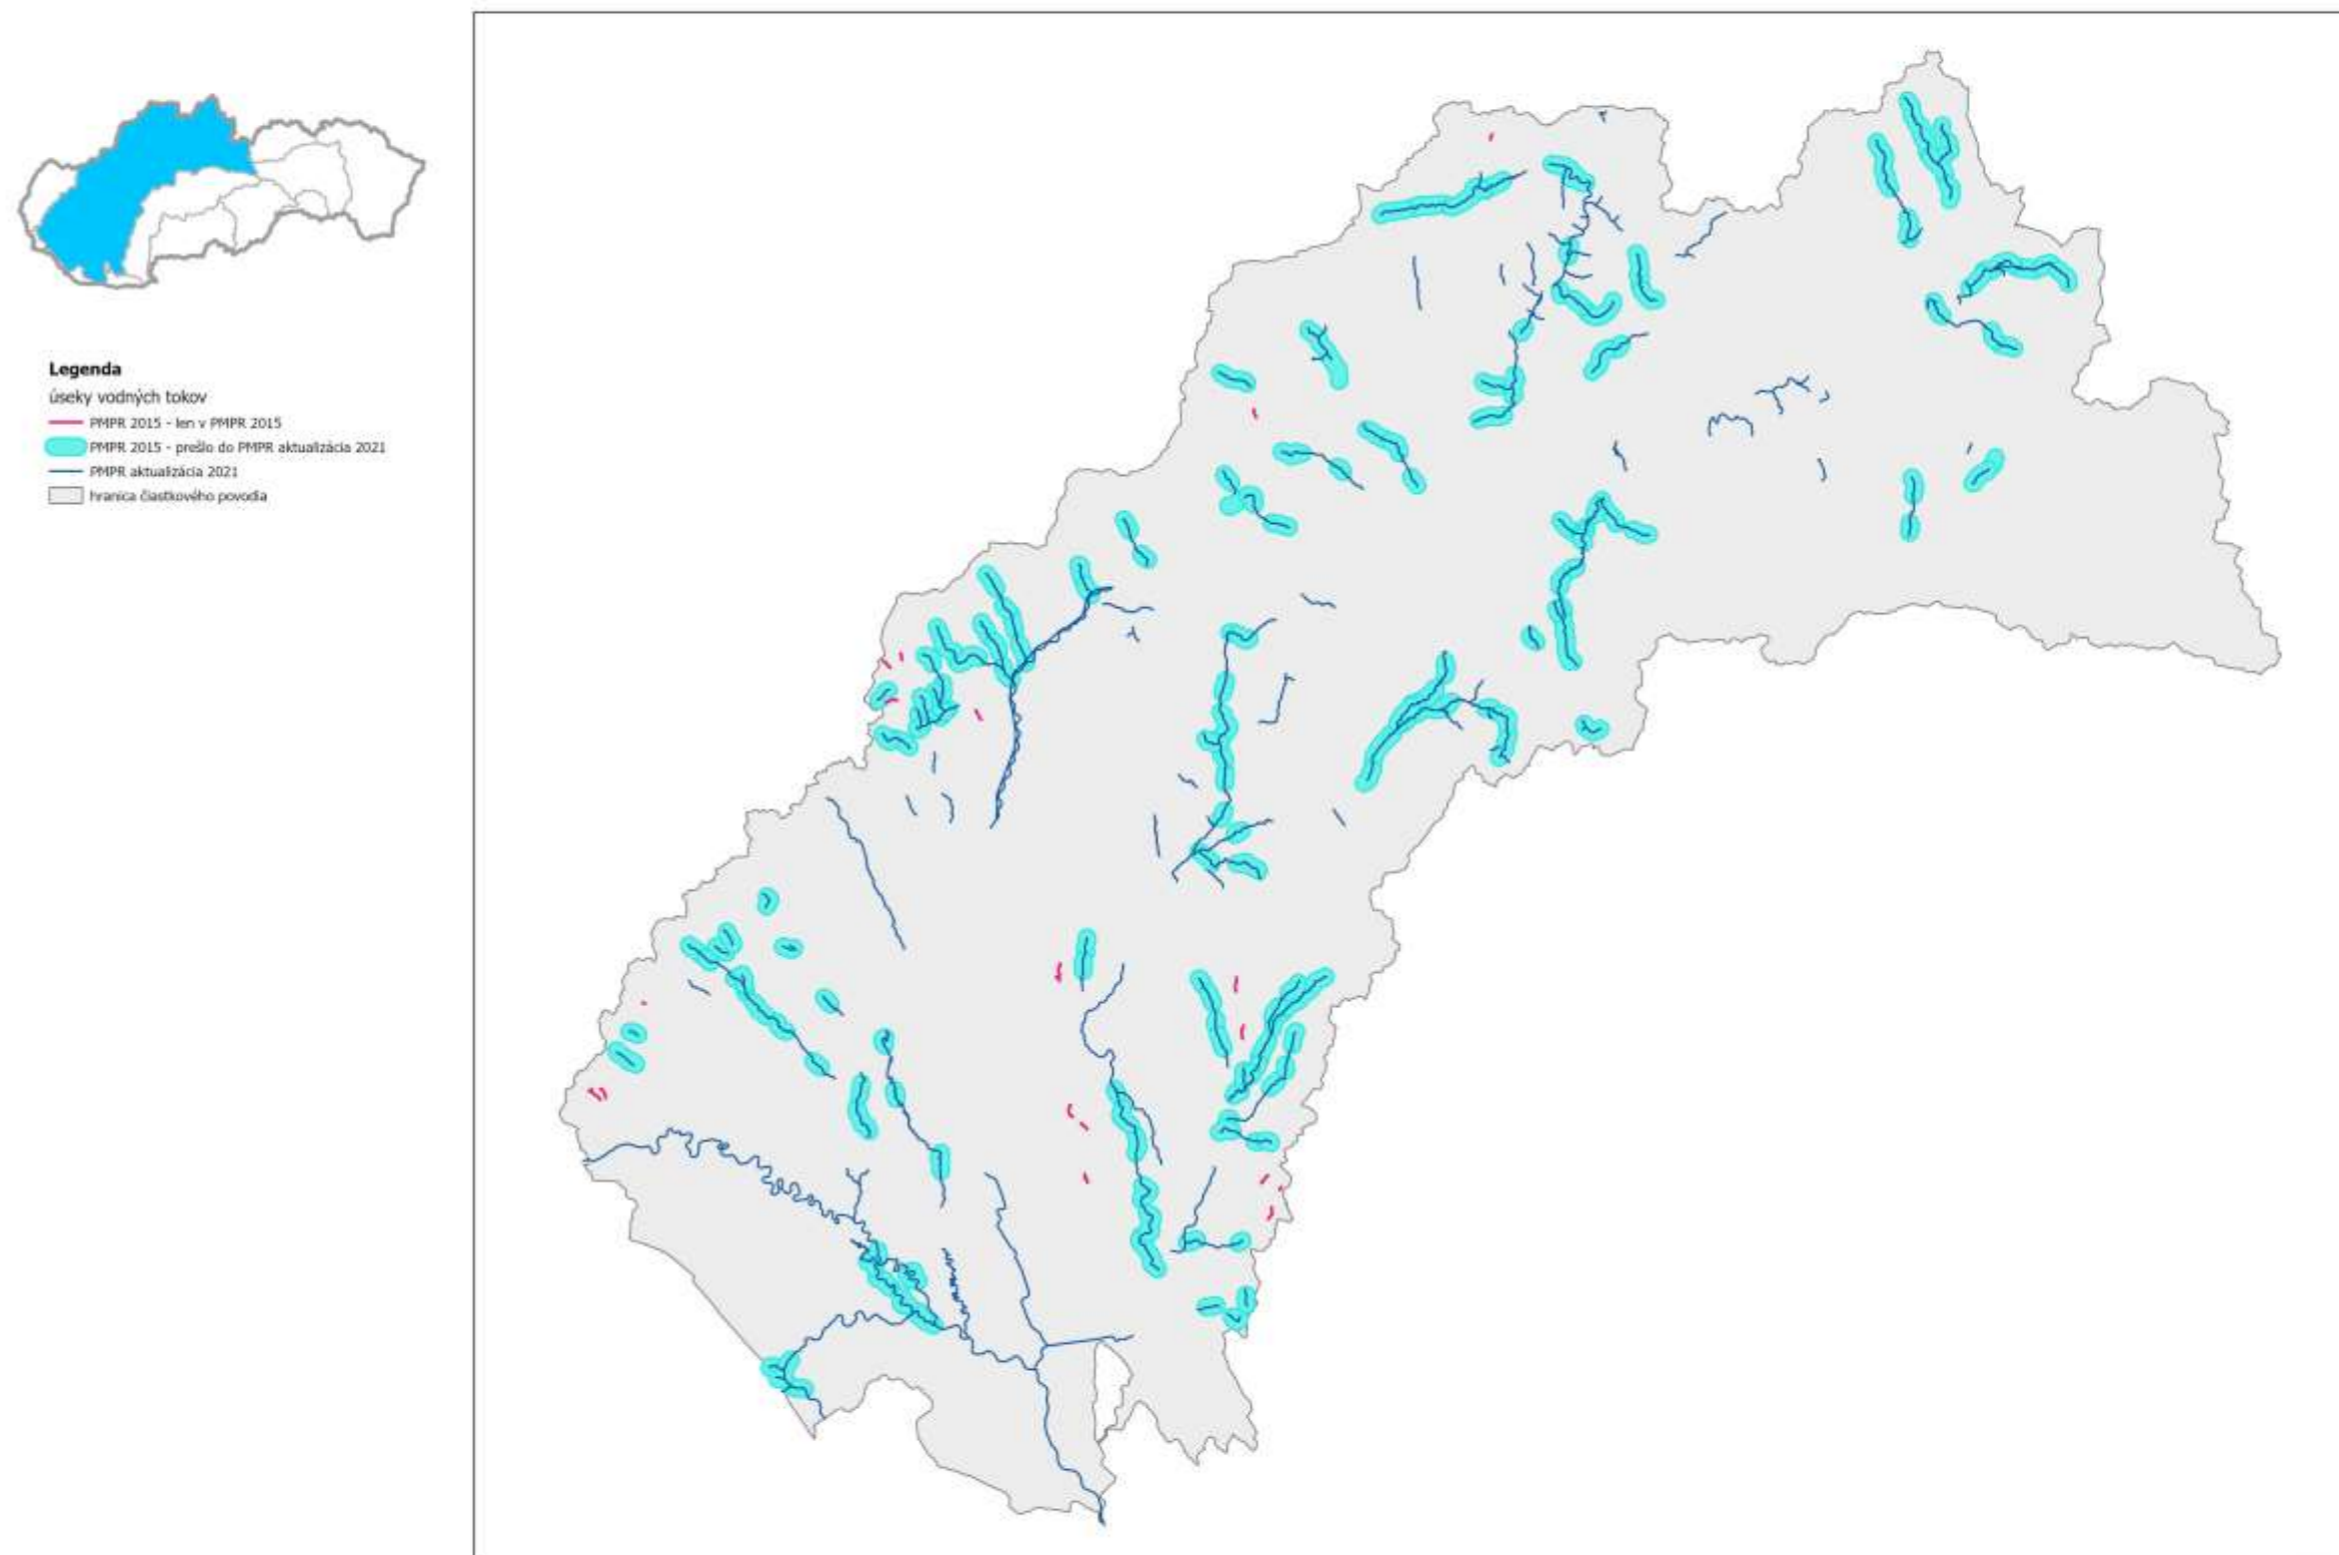 Legenda
úseky vodných tokov
PMPR 2015 - len v PMPR 2015
PMPR 2015 - prešlo do PMPR aktualizácia 2021
PMPR aktualizácia 2021
hranica čiastkového povodia